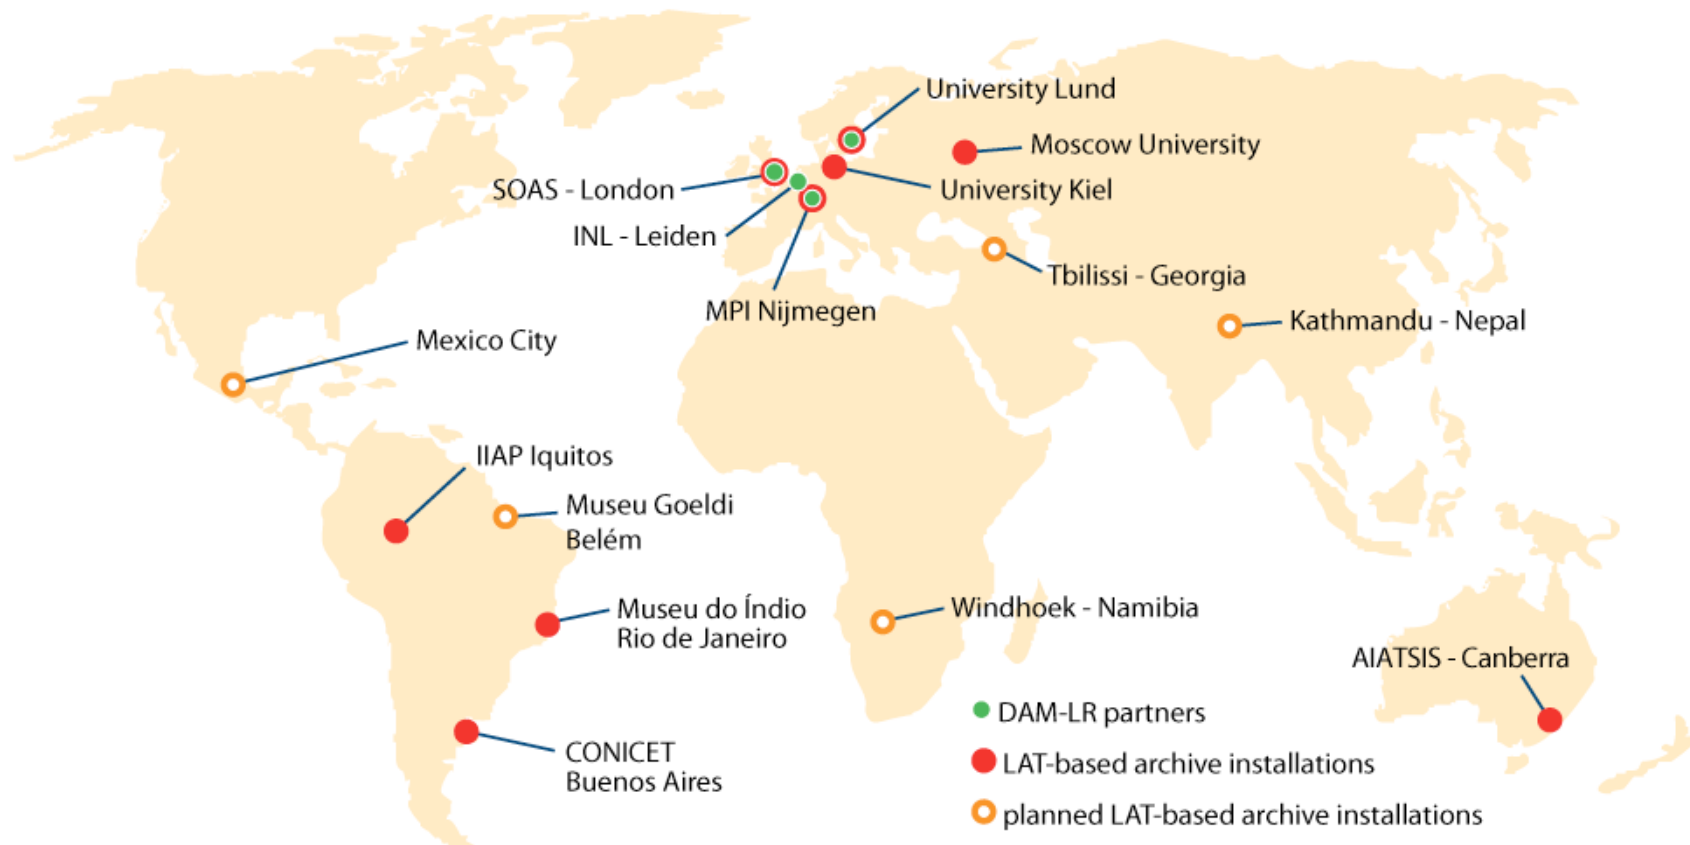 University Lund
Moscow University
SOAS - London
University Kiel
INL - Leiden
Tbilissi - Georgia
MPI Nijmegen
Kathmandu - Nepal
Mexico City
IIAP Iquitos
Museu Goeldi
Belém
Museu do Índio
Rio de Janeiro
Windhoek - Namibia
AIATSIS - Canberra
CONICET
Buenos Aires
DAM-LR partners
LAT-based archive installations
planned LAT-based archive installations